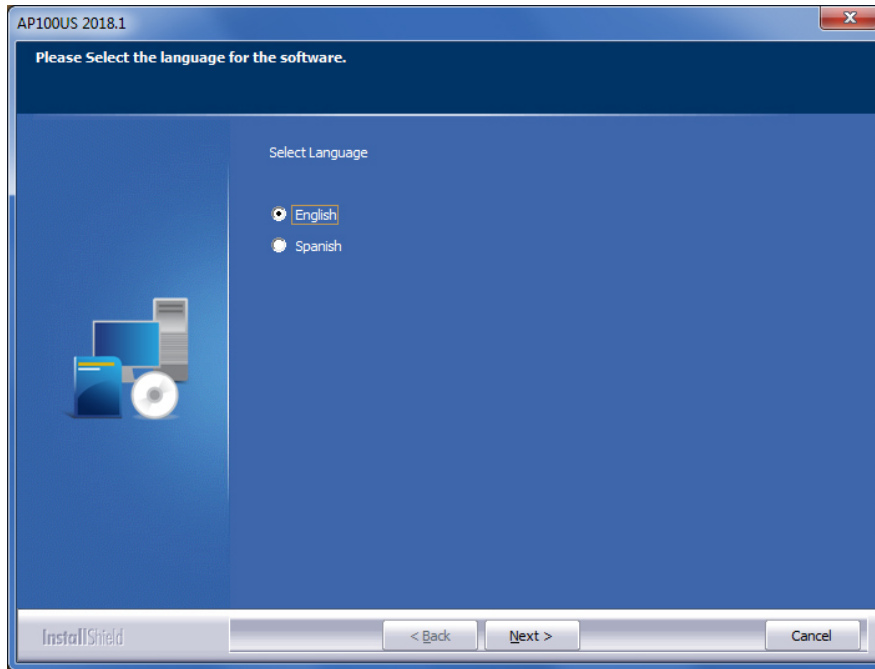 AP100US 2018.1
Please Select the language for the software.
Select Language
English
Spanish
InstallShield
< Back
Next >
Cancel